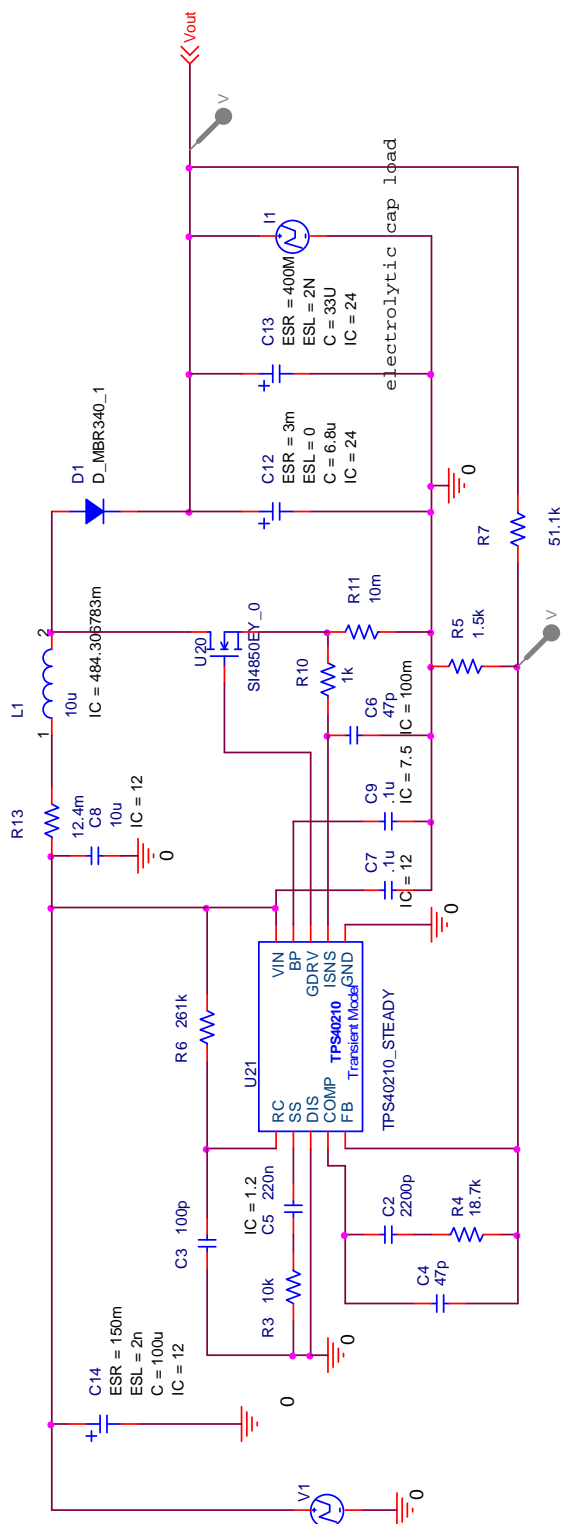 V1
0
C14
ESR = 150m
ESL = 2n
C = 100u
IC = 12
0
0
R3
10k
C3
100p
IC = 1.2
C5
220n
R6
261k
U21
RC
SS
DIS
COMP
FB
VIN
BP
GDRV
ISNS
GND
TPS40210
Transient Model
TPS40210_STEADY
C4
47p
C2
2200p
R4
18.7k
0
R13
12.4m
C8
10u
IC = 12
0
L1
10u
IC = 484.306783m
1
2
C7
.1u
IC = 12
C9
.1u
IC = 7.5
C6
47p
IC = 100m
R10
1k
R11
10m
U20
SI4850EY_0
R5
1.5k
V
R7
51.1k
0
D1
D_MBR340_1
C12
ESR = 3m
ESL = 0
C = 6.8u
IC = 24
C13
ESR = 400M
ESL = 2N
C = 33U
IC = 24
I1
electrolytic cap load
V
Vout